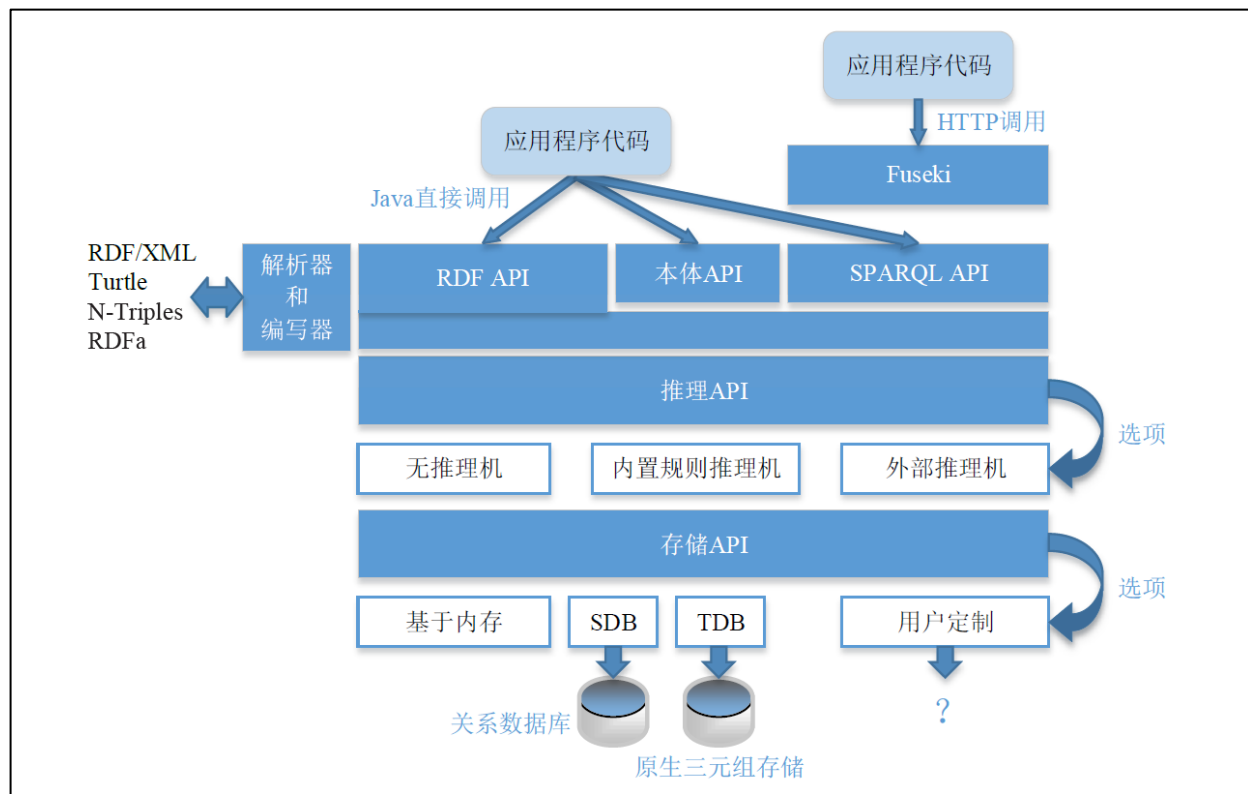 应用程序代码
HTTP调用
应用程序代码
Fuseki
Java直接调用
RDF/XML
Turtle
N-Triples
RDFa
解析器
和
编写器
RDF API
本体API
SPARQL API
推理API
选项
无推理机
内置规则推理机
外部推理机
存储API
选项
基于内存
SDB
TDB
用户定制
关系数据库
?
原生三元组存储